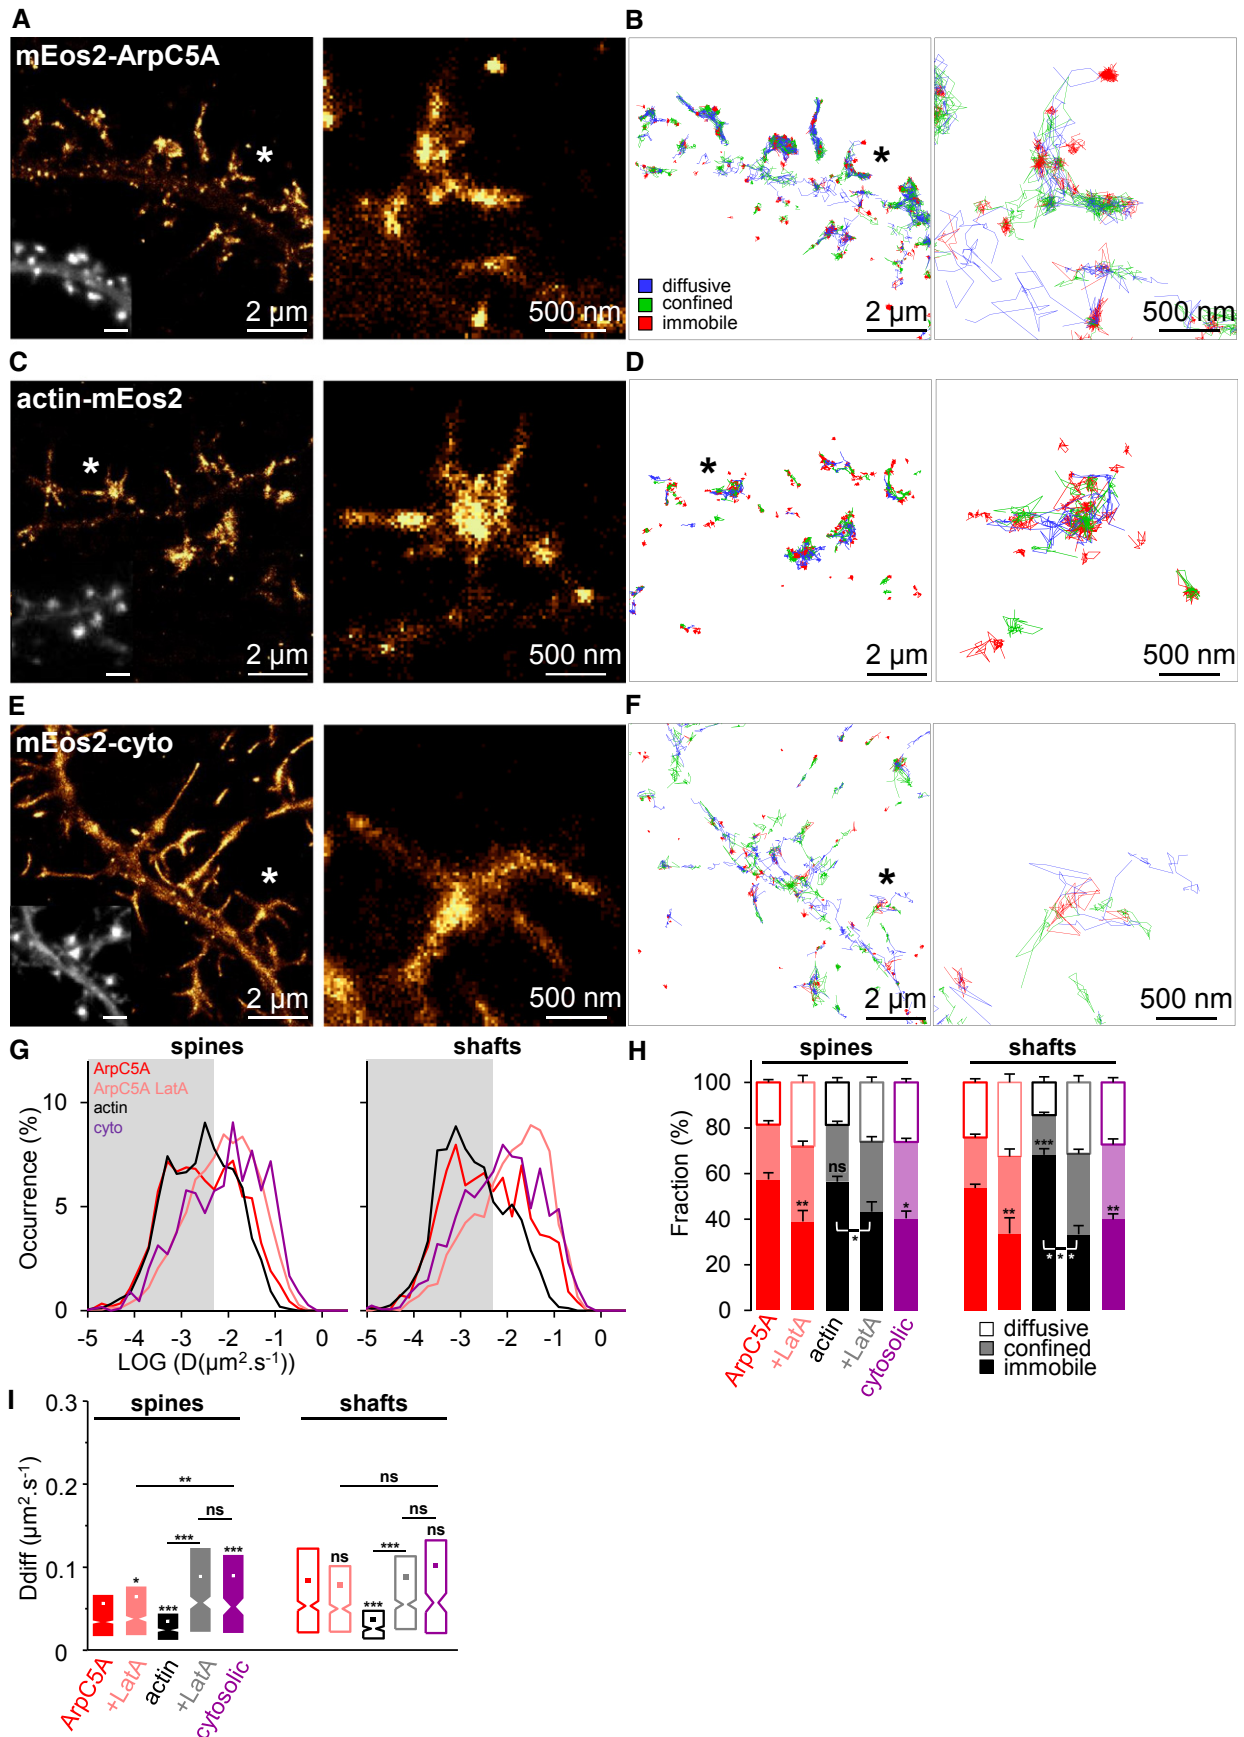 A
B
mEos2-ArpC5A
*
2 µm
500 nm
*
diffusive
confined
immobile
2 µm
500 nm
C
D
actin-mEos2
*
2 µm
500 nm
*
2 µm
500 nm
E
F
mEos2-cyto
*
2 µm
500 nm
*
2 µm
500 nm
G
spines
shafts
ArpC5A
ArpC5A LatA
actin
cyto
Occurrence (%)
10
5
0
-5 -4 -3 -2 -1 0
-5 -4 -3 -2 -1 0
LOG (D(µm².s⁻¹))
H
spines
shafts
Fraction (%)
100
80
60
40
20
0
** ns * *
** *** * * * **
ArpC5A
+LatA
actin
+LatA
cytosolic
diffusive
confined
immobile
I
spines
shafts
Ddiff (µm².s⁻¹)
0.3
0.2
0.1
0
**
ns
ns
ns
***
***
***
ns
*
***
ns
***
ArpC5A
+LatA
actin
+LatA
cytosolic